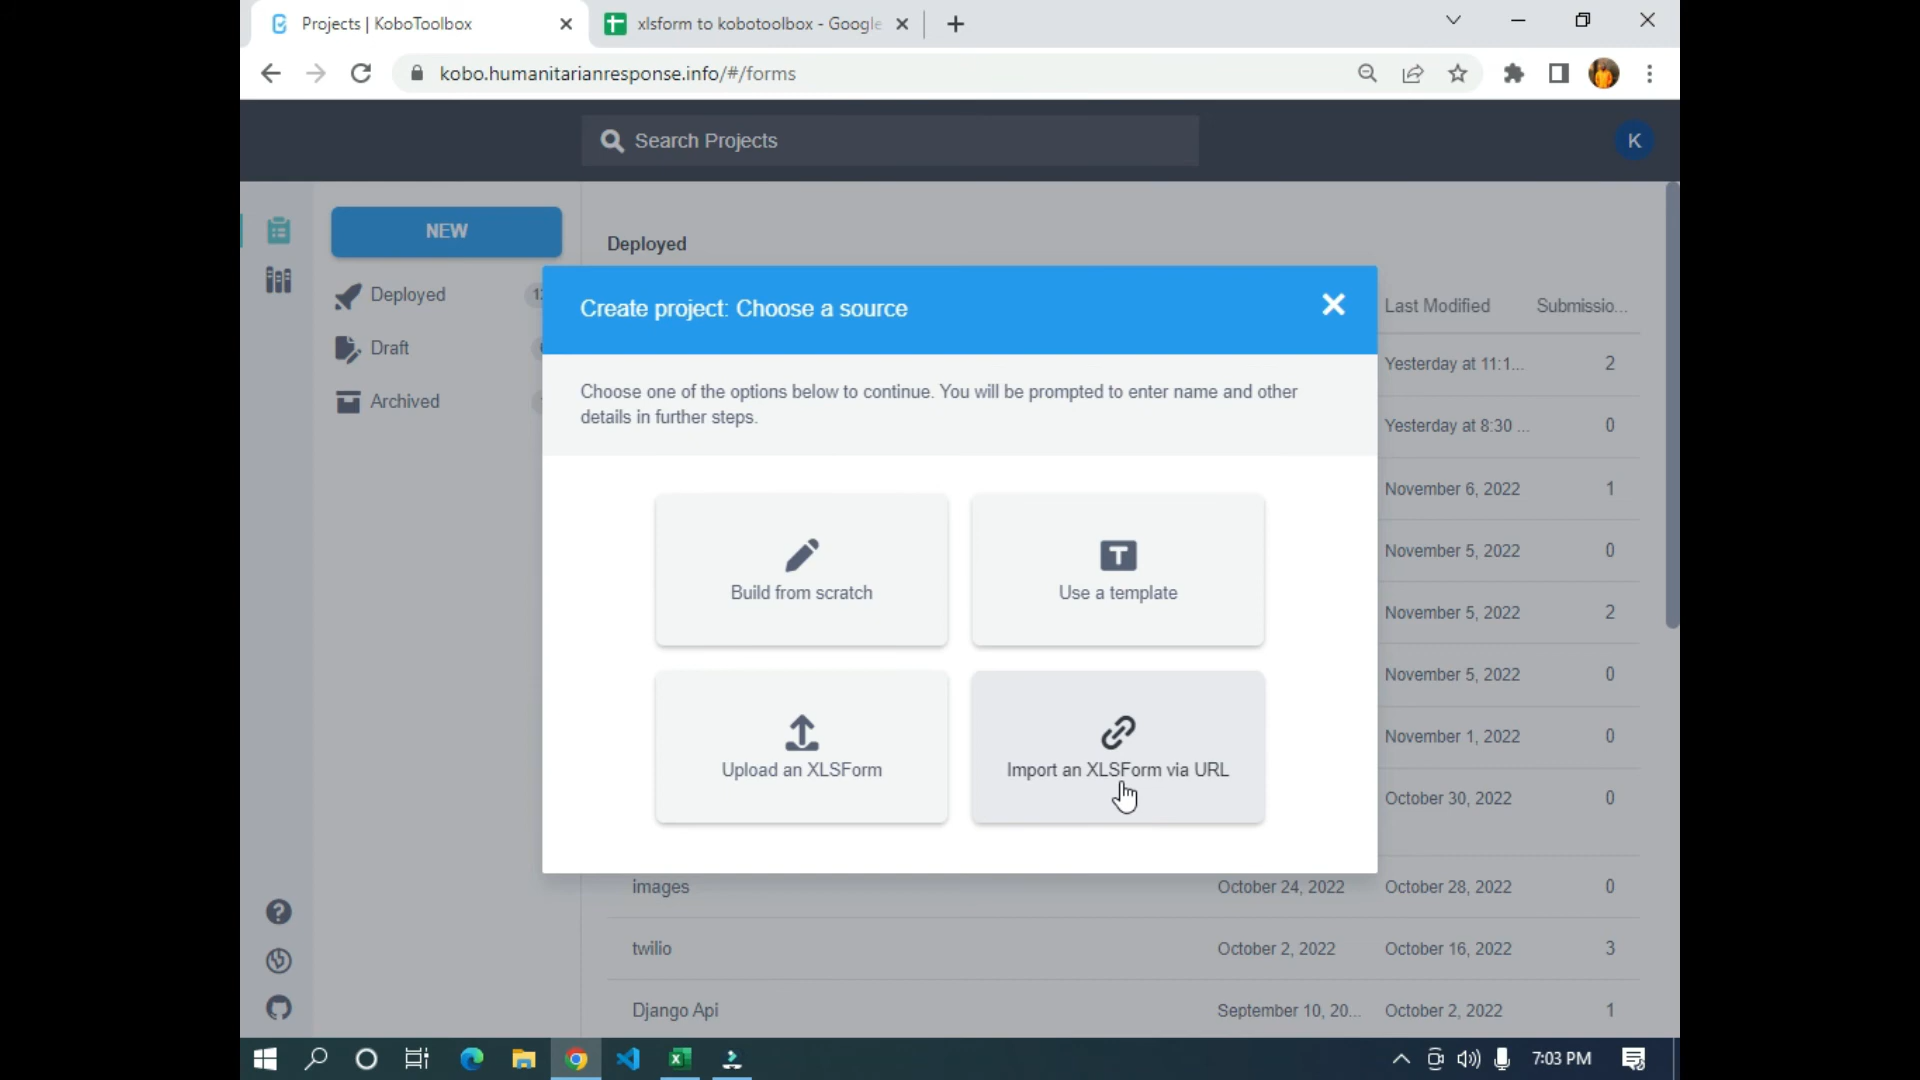 Projects | KoboToolbox
xlsform to kobotoolbox - Google
kobo.humanitarianresponse.info/#/forms
Search Projects
K
NEW
Deployed
Draft
Archived
Deployed
Last Modified
Submissio...
Create project: Choose a source
Choose one of the options below to continue. You will be prompted to enter name and other
details in further steps.
Build from scratch
Use a template
Upload an XLSForm
Import an XLSForm via URL
Yesterday at 11:1... 2
Yesterday at 8:30 ... 0
November 6, 2022 1
November 5, 2022 0
November 5, 2022 2
November 5, 2022 0
November 1, 2022 0
October 30, 2022 0
images October 24, 2022 October 28, 2022 0
twilio October 2, 2022 October 16, 2022 3
Django Api September 10, 20... October 2, 2022 1
7:03 PM